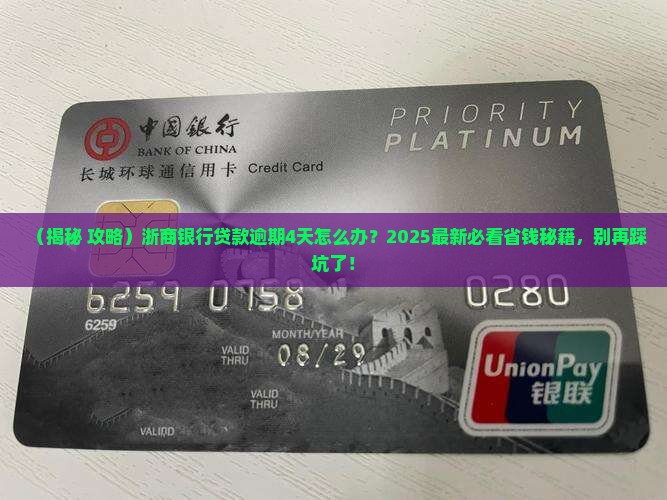 PRIORITY
PLATINUM
中国银行
BANK OF CHINA
长城环球通信用卡 Credit Card
（揭秘 攻略）浙商银行贷款逾期4天怎么办？2025最新必看省钱秘籍，别再踩
坑了！
6259 0758 0280
6259
MONTH/YEAR
VALID
THRU
08/29
VALID
THRU
VALID
UnionPay
银联